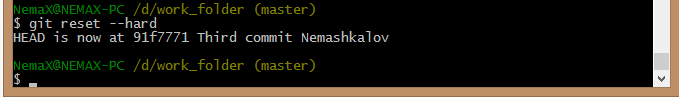 NemaX@NEMAX-PC /d/work_folder (master)
$ git reset --hard
HEAD is now at 91f7771 Third commit Nemashkalov
NemaX@NEMAX-PC /d/work_folder (master)
$